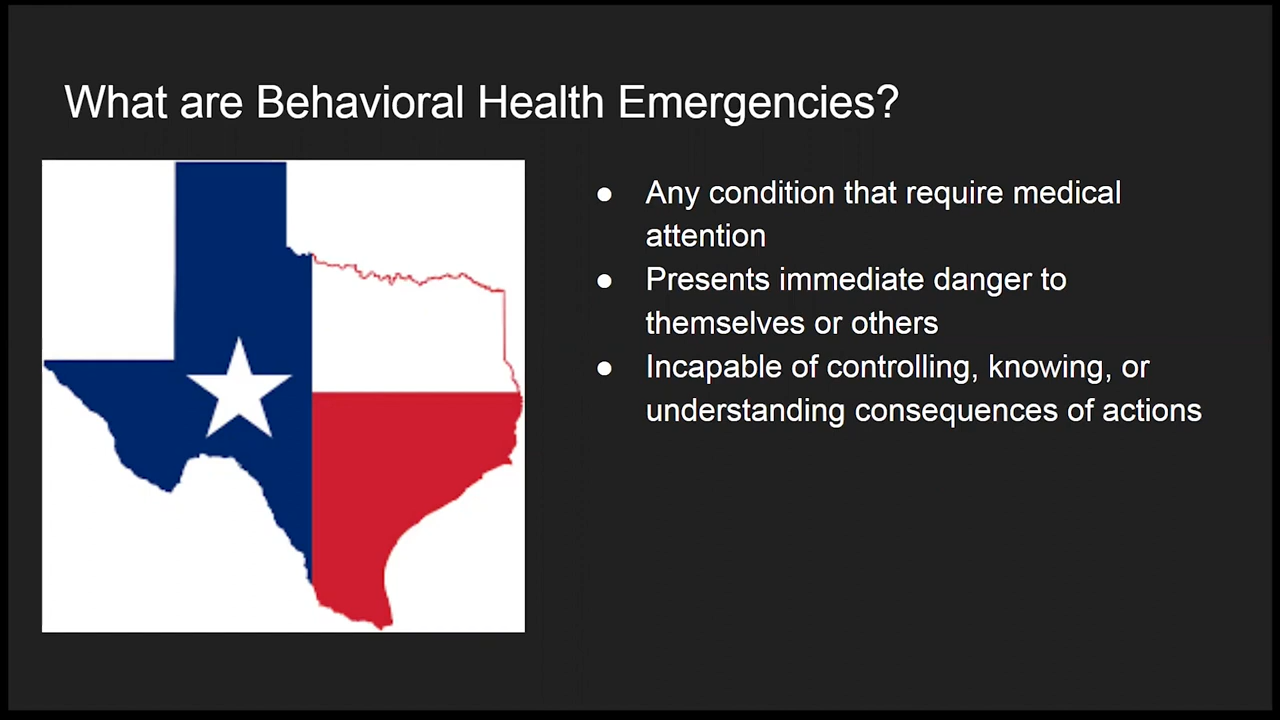 What are Behavioral Health Emergencies?
● Any condition that require medical
attention
● Presents immediate danger to
themselves or others
● Incapable of controlling, knowing, or
understanding consequences of actions